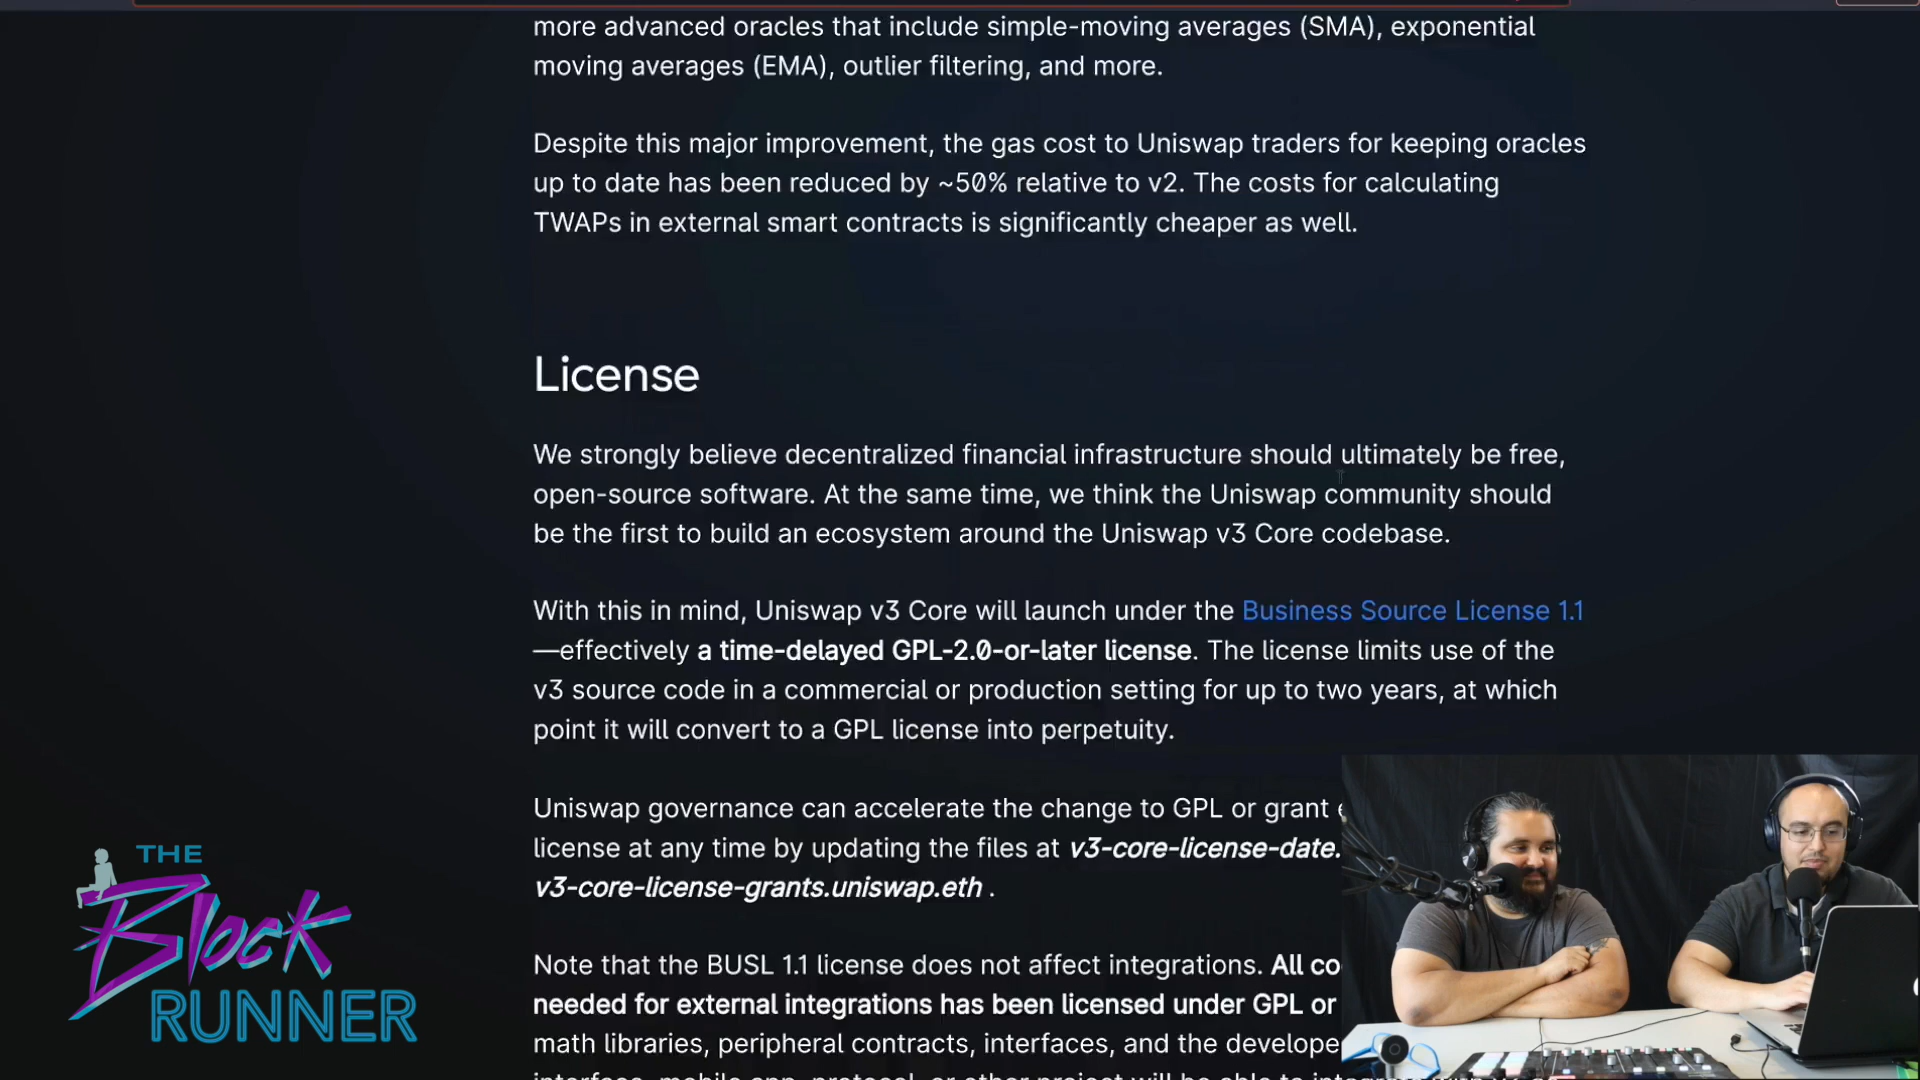 more advanced oracles that include simple-moving averages (SMA), exponential
moving averages (EMA), outlier filtering, and more.
Despite this major improvement, the gas cost to Uniswap traders for keeping oracles
up to date has been reduced by ~50% relative to v2. The costs for calculating
TWAPs in external smart contracts is significantly cheaper as well.
License
We strongly believe decentralized financial infrastructure should ultimately be free,
open-source software. At the same time, we think the Uniswap community should
be the first to build an ecosystem around the Uniswap v3 Core codebase.
With this in mind, Uniswap v3 Core will launch under the Business Source License 1.1
—effectively a time-delayed GPL-2.0-or-later license. The license limits use of the
v3 source code in a commercial or production setting for up to two years, at which
point it will convert to a GPL license into perpetuity.
Uniswap governance can accelerate the change to GPL or grant
license at any time by updating the files at v3-core-license-date.
v3-core-license-grants.uniswap.eth .
Note that the BUSL 1.1 license does not affect integrations. All
needed for external integrations has been licensed under GPL or
math libraries, peripheral contracts, interfaces, and the
THE
Block
RUNNER